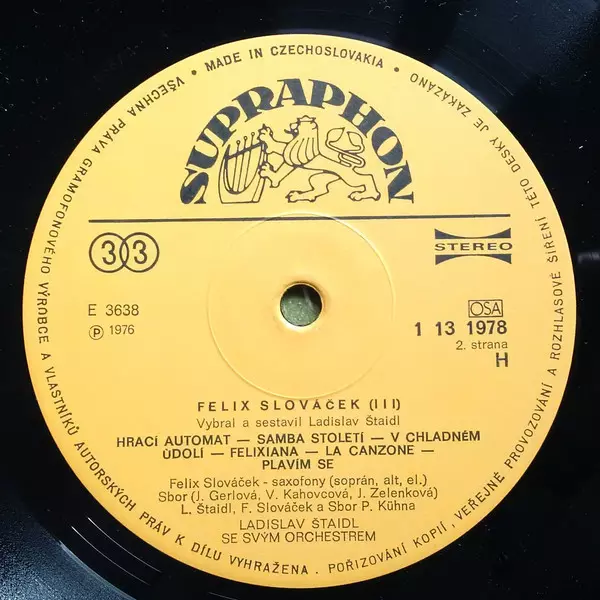 • MADE IN CZECHOSLOVAKIA •
VŠECHNA PRÁVA GRAMOFONOVÉHO VÝROBCE A VLASTNÍKŮ AUTORSKÝCH PRÁV K DÍLU VYHRAŽENA. POŘIZOVÁNÍ KOPIÍ, VEŘEJNÉ PROVOZOVÁNÍ A ROZHLASOVÉ ŠÍŘENÍ TÉTO DESKY JE ZAKÁZÁNO
SUPRAPHON
33
STEREO
E 3638
OSA
Ⓟ 1976
1 13 1978
2. strana
H
FELIX SLOVÁČEK (III)
Vybral a sestavil Ladislav Štaidl
HRACÍ AUTOMAT — SAMBA STOLETÍ — V CHLADNÉM
ÚDOLÍ — FELIXIANA — LA CANZONE —
PLAVÍM SE
Felix Slováček - saxofony (soprán, alt, el.)
Sbor (J. Gerlová, V. Kahovcová, J. Zelenková)
L. Štaidl, F. Slováček a Sbor P. Kühna
LADISLAV ŠTAIDL
SE SVÝM ORCHESTREM